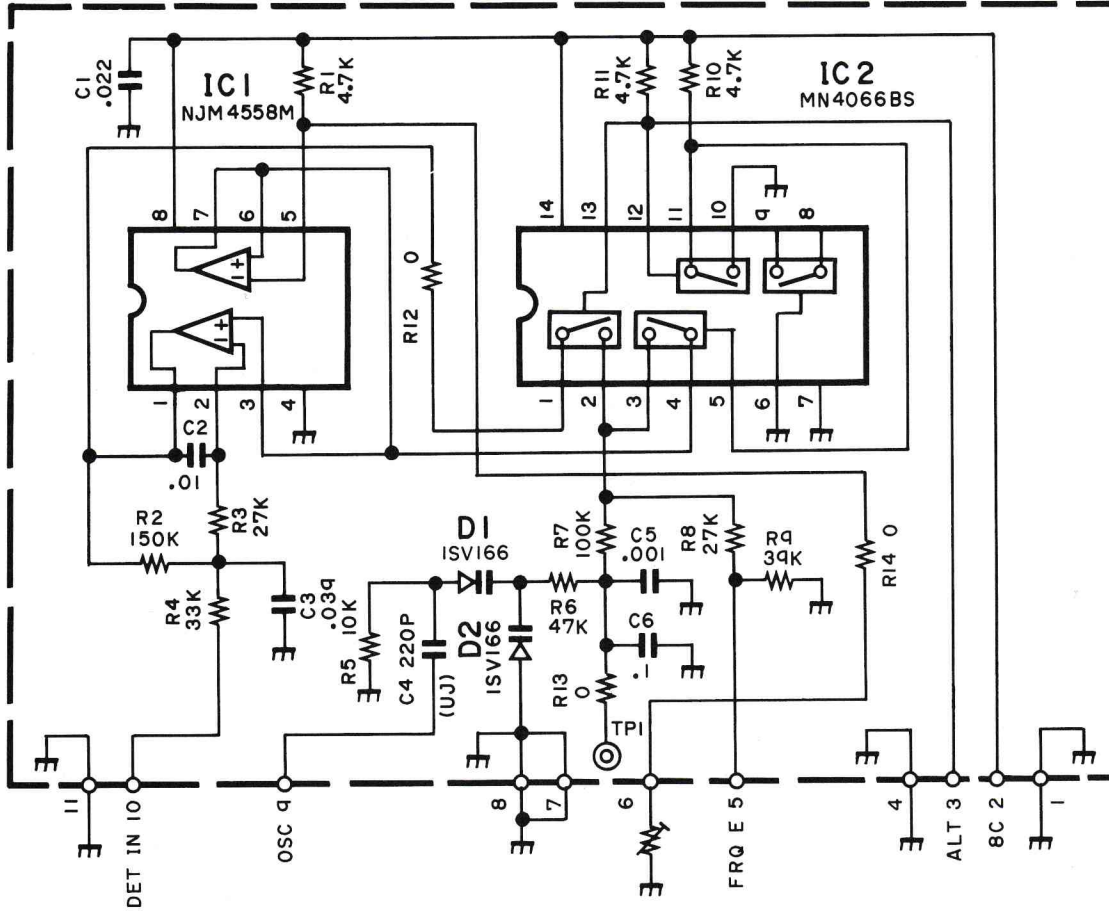 C1
.022
IC1
NJM4558M
R1
4.7K
R11
4.7K
R10
4.7K
IC2
MN4066BS
8
7
6
5
14
13
12
11
10
9
8
+
-
+
-
R12
0
1
2
3
4
1
2
3
4
5
6
7
C2
.01
R2
150K
R3
27K
R4
33K
C3
.039
R5
10K
D1
1SV166
C4 220P
(UJ)
D2
1SV166
R6
47K
R7
100K
C5
.001
C6
.1
R8
27K
R9
39K
R13
0
R14
0
TP1
11
DET IN 10
OSC 9
8
7
6
FRQ E 5
4
ALT 3
8C 2
1